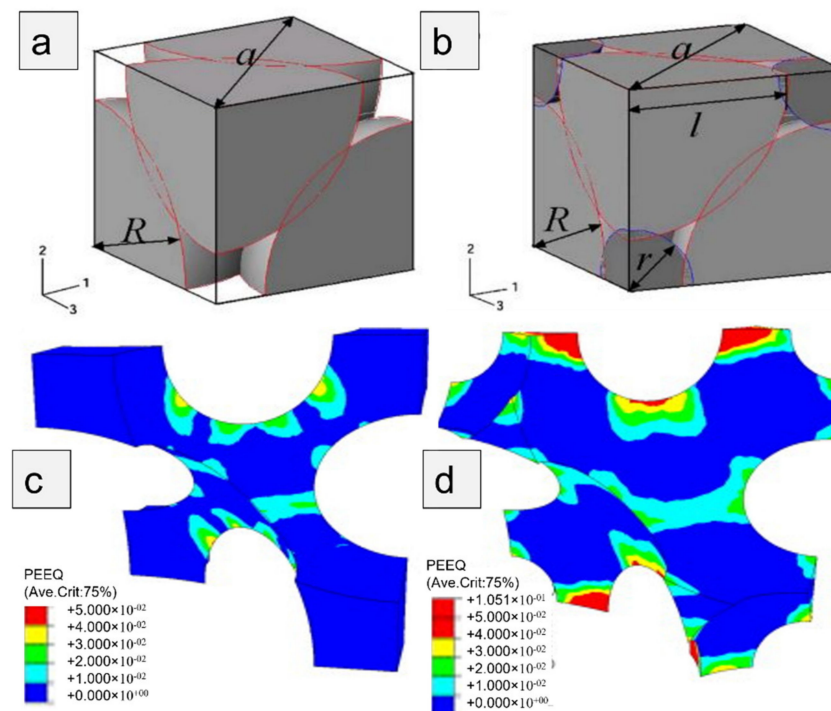 a
a
R
2
1
3
b
a
l
R
r
2
1
3
c
PEEQ
(Ave.Crit:75%)
+5.000×10⁻⁰²
+4.000×10⁻⁰²
+3.000×10⁻⁰²
+2.000×10⁻⁰²
+1.000×10⁻⁰²
+0.000×10⁺⁰⁰
d
PEEQ
(Ave.Crit:75%)
+1.051×10⁻⁰¹
+5.000×10⁻⁰²
+4.000×10⁻⁰²
+3.000×10⁻⁰²
+2.000×10⁻⁰²
+1.000×10⁻⁰²
+0.000×10⁺⁰⁰